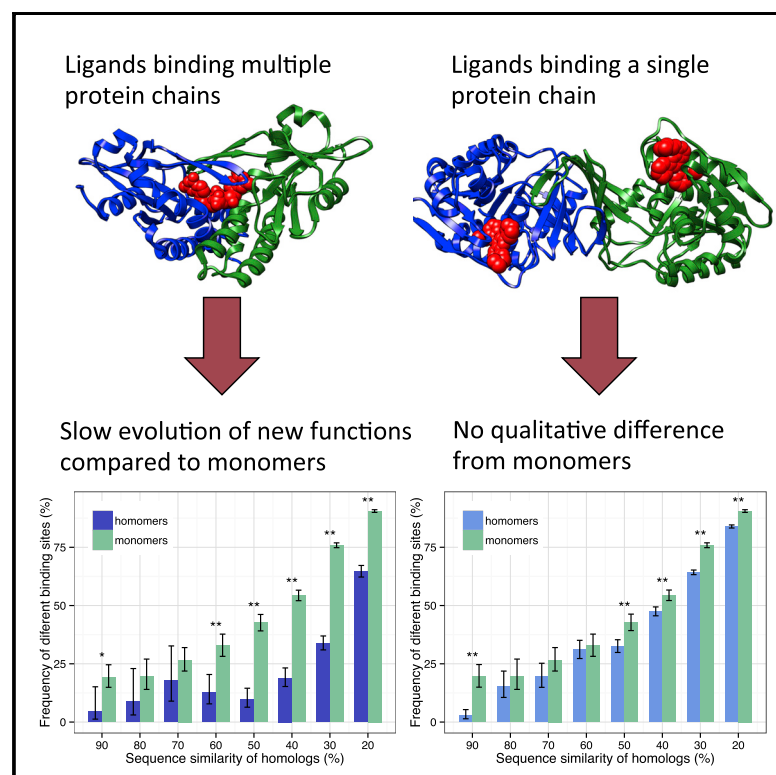 Ligands binding multiple
protein chains
Ligands binding a single
protein chain
Slow evolution of new functions
compared to monomers
No qualitative difference
from monomers
Frequency of diferent binding sites (%)
75
50
25
0
homomers
monomers
*
**
**
**
**
**
90 80 70 60 50 40 30 20
Sequence similarity of homologs (%)
Frequency of diferent binding sites (%)
75
50
25
0
homomers
monomers
**
**
**
**
**
90 80 70 60 50 40 30 20
Sequence similarity of homologs (%)